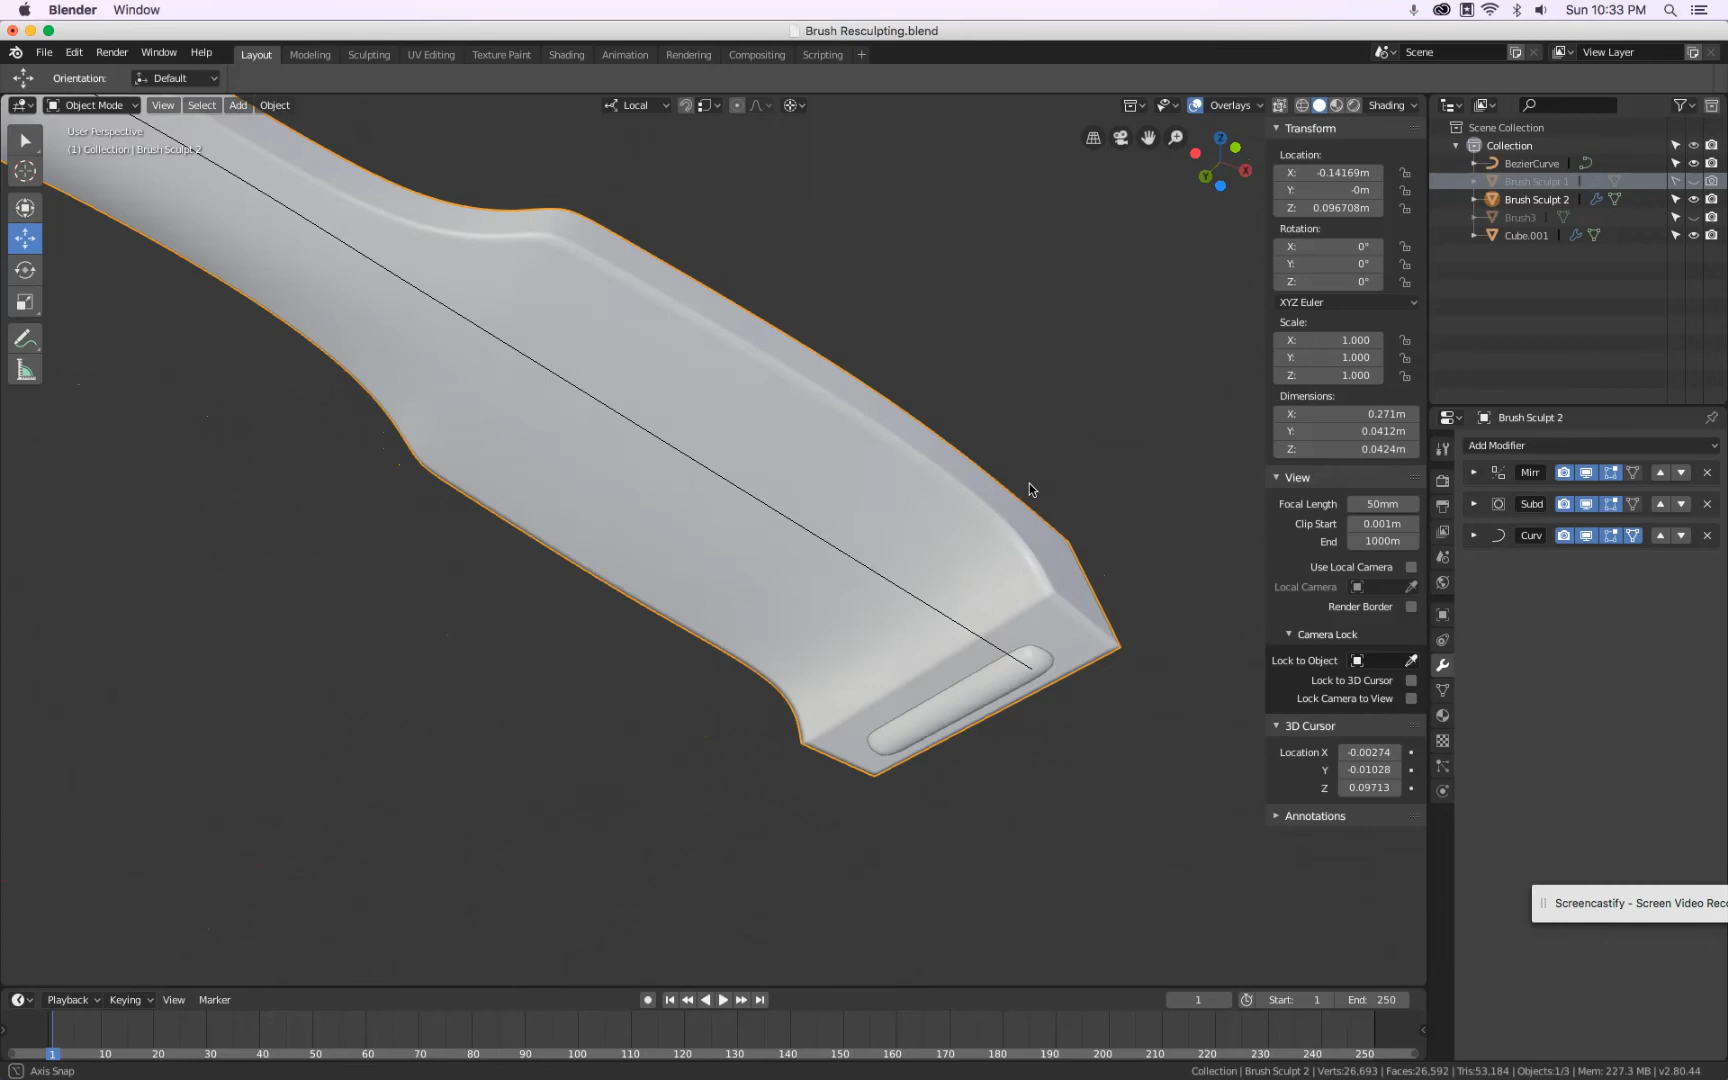 Blender Window Sun 10:33 PM
Brush Resculpting.blend
File Edit Render Window Help Layout Modeling Sculpting UV Editing Texture Paint Shading Animation Rendering Compositing Scripting + Scene View Layer
Orientation: Default
Object Mode View Select Add Object Local Overlays Shading
User Perspective
(1) Collection | Brush Sculpt 2
Z
X
Y
Transform
Location:
X: -0.14169m
Y: -0m
Z: 0.096708m
Rotation:
X: 0°
Y: 0°
Z: 0°
XYZ Euler
Scale:
X: 1.000
Y: 1.000
Z: 1.000
Dimensions:
X: 0.271m
Y: 0.0412m
Z: 0.0424m
View
Focal Length 50mm
Clip Start 0.001m
End 1000m
Use Local Camera
Local Camera
Render Border
Camera Lock
Lock to Object
Lock to 3D Cursor
Lock Camera to View
3D Cursor
Location X -0.00274
Y -0.01028
Z 0.09713
Annotations
Scene Collection
Collection
BezierCurve
Brush Sculpt 1
Brush Sculpt 2
Brush3
Cube.001
Brush Sculpt 2
Add Modifier
Mirr
Subd
Curv
Screencastify - Screen Video Rec
Playback Keying View Marker 1 Start: 1 End: 250
1 10 20 30 40 50 60 70 80 90 100 110 120 130 140 150 160 170 180 190 200 210 220 230 240 250
Axis Snap Collection | Brush Sculpt 2 | Verts:26,693 | Faces:26,592 | Tris:53,184 | Objects:1/3 | Mem: 227.3 MB | v2.80.44